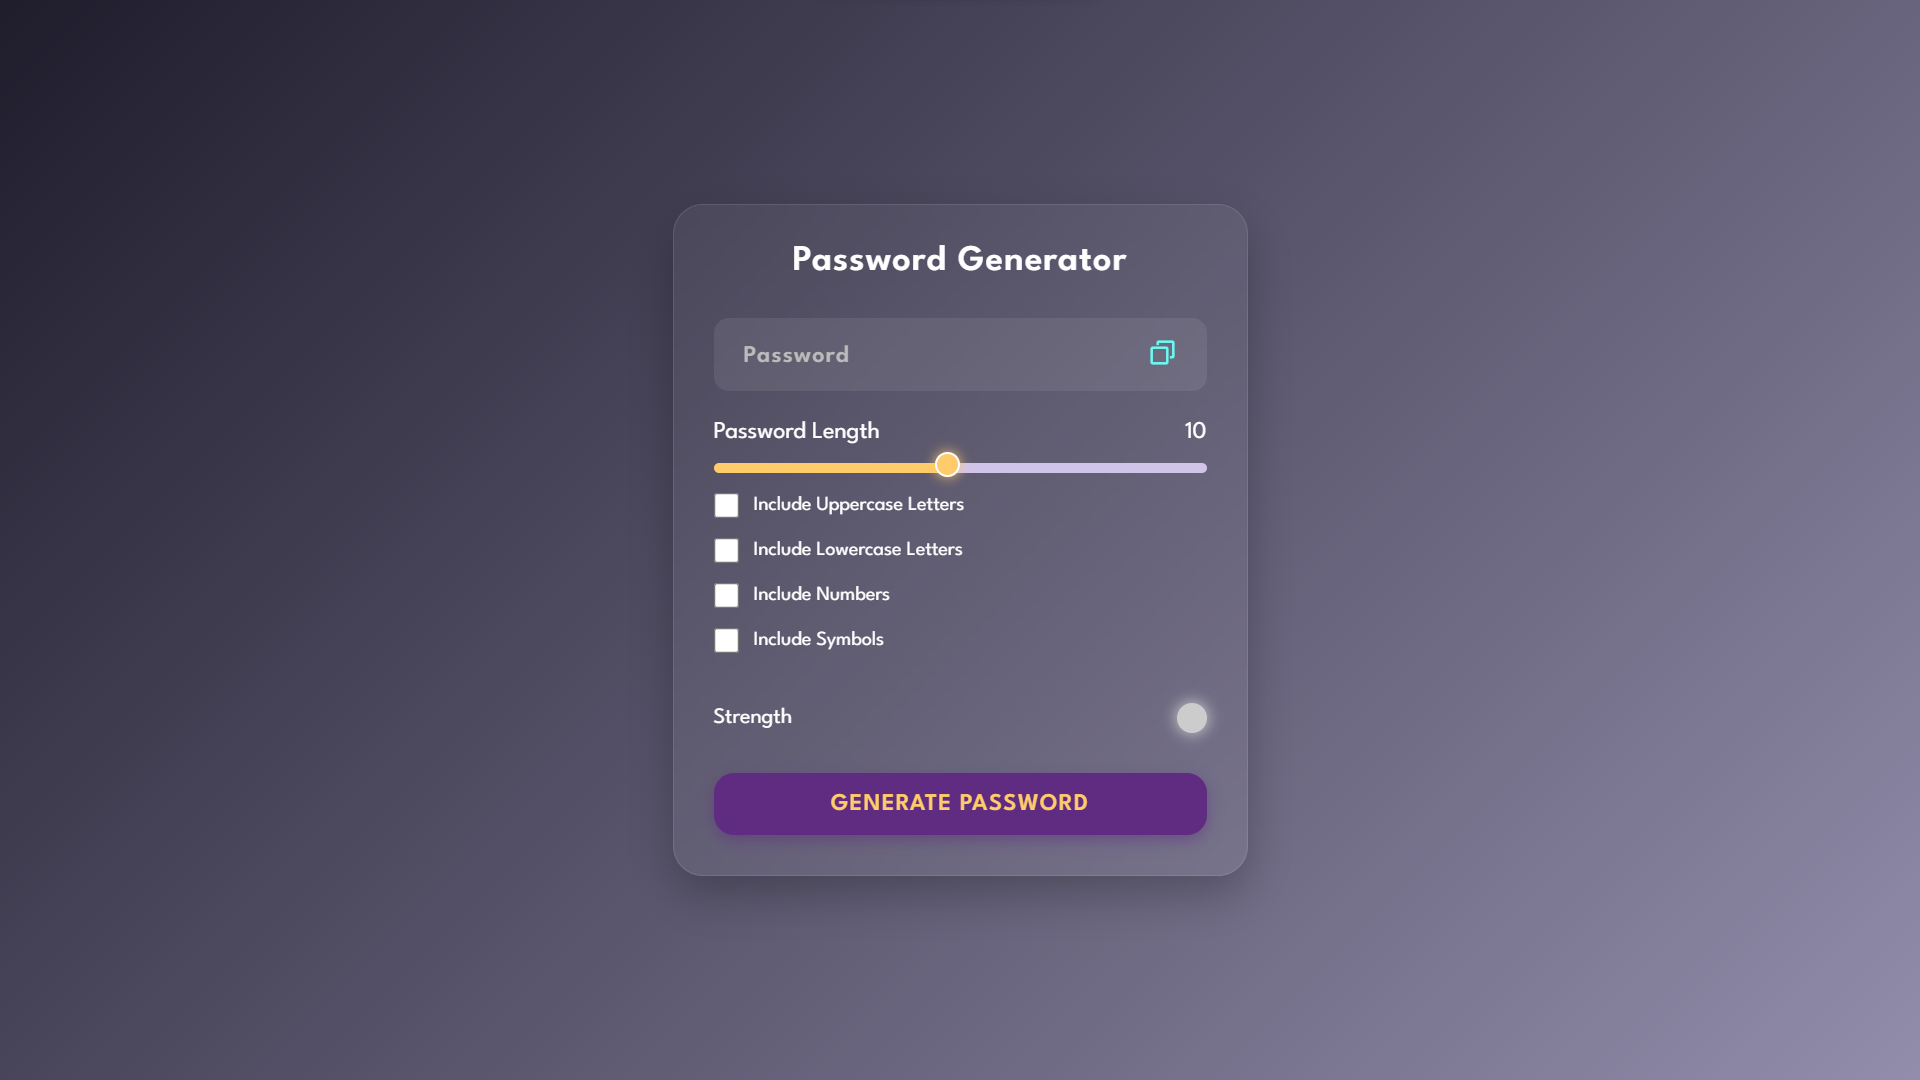 Password Generator
Password
Password Length 10
Include Uppercase Letters
Include Lowercase Letters
Include Numbers
Include Symbols
Strength
GENERATE PASSWORD